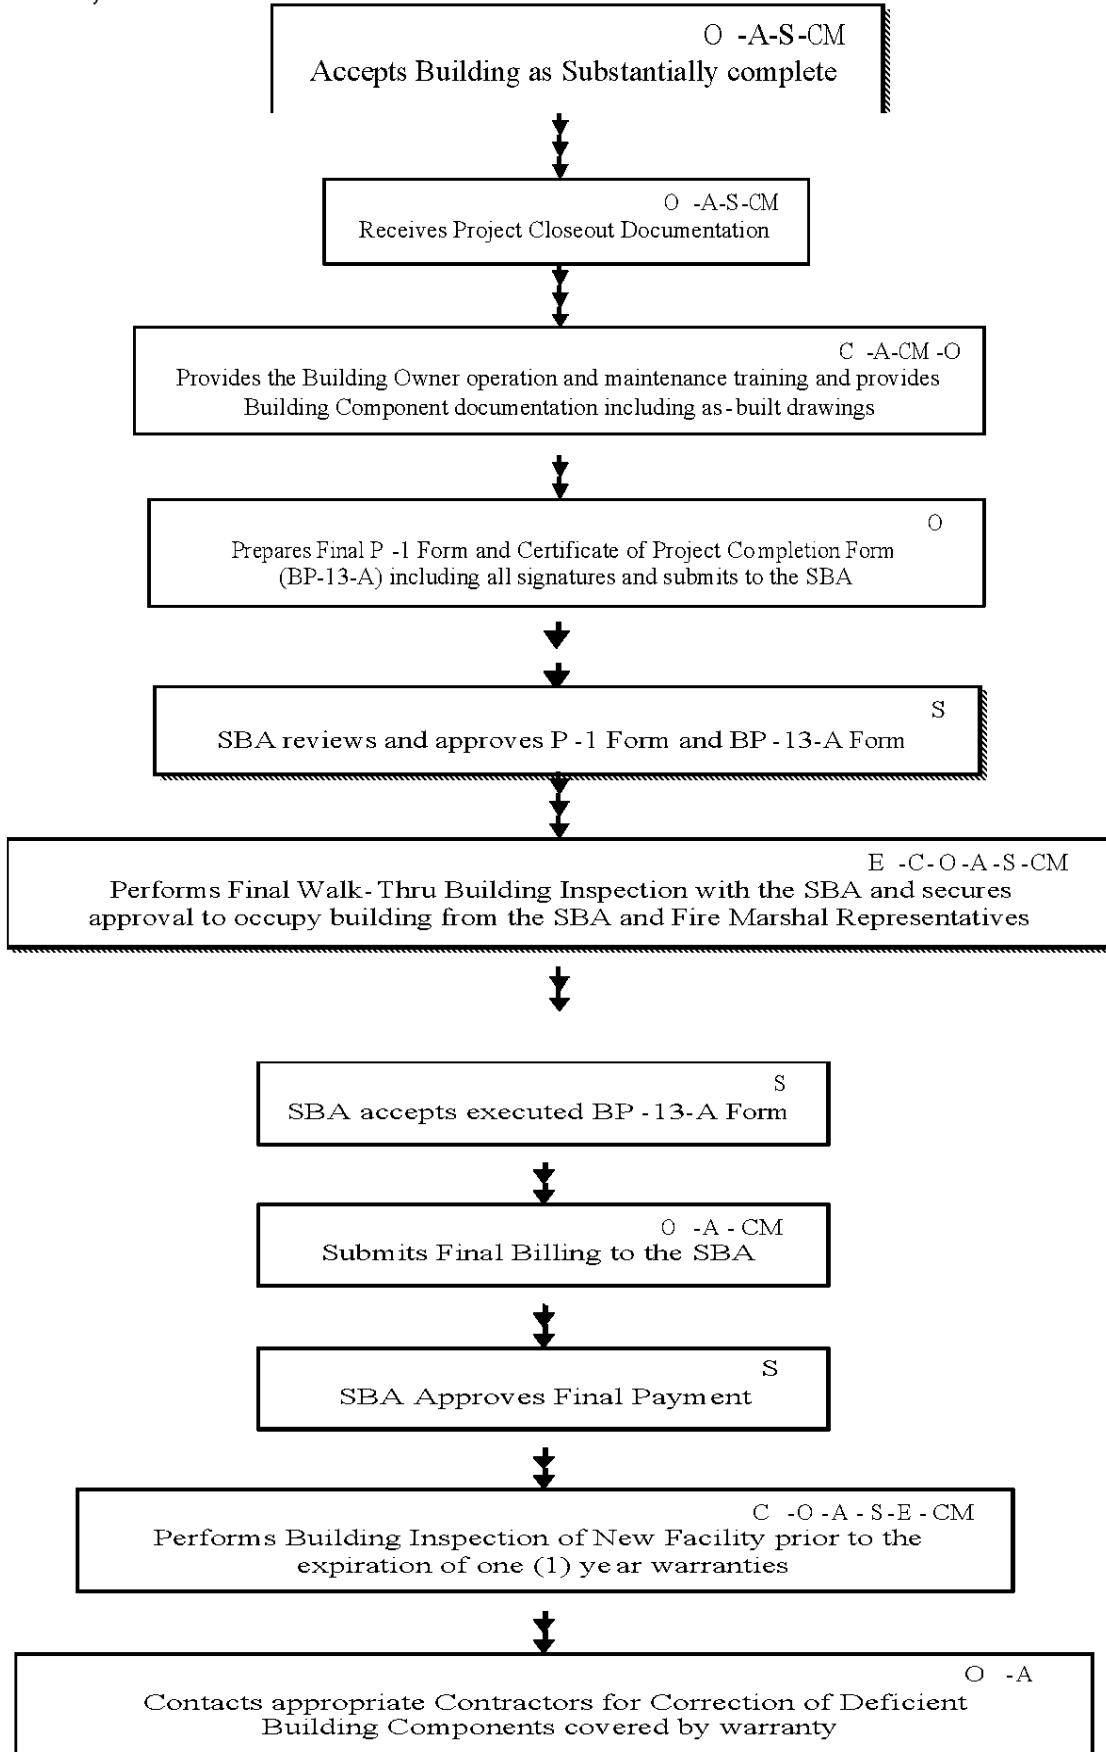 O -A-S-CM
Accepts Building as Substantially complete
O -A-S-CM
Receives Project Closeout Documentation
C -A-CM -O
Provides the Building Owner operation and maintenance training and provides
Building Component documentation including as-built drawings
O
Prepares Final P -1 Form and Certificate of Project Completion Form
(BP-13-A) including all signatures and submits to the SBA
S
SBA reviews and approves P -1 Form and BP -13-A Form
E -C- O -A -S -CM
Performs Final Walk-Thru Building Inspection with the SBA and secures
approval to occupy building from the SBA and Fire Marshal Representatives
S
SBA accepts executed BP -13-A Form
O -A - CM
Submits Final Billing to the SBA
S
SBA Approves Final Payment
C -O -A - S -E - CM
Performs Building Inspection of New Facility prior to the
expiration of one (1) year warranties
O -A
Contacts appropriate Contractors for Correction of Deficient
Building Components covered by warranty